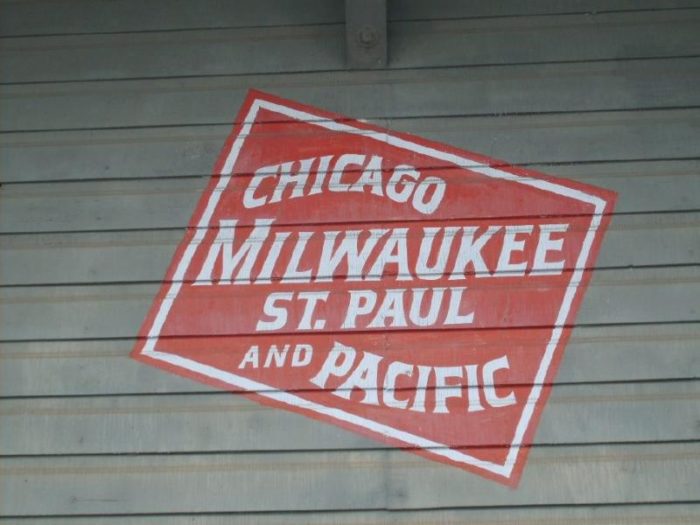 CHICAGO
MILWAUKEE
ST. PAUL
AND PACIFIC